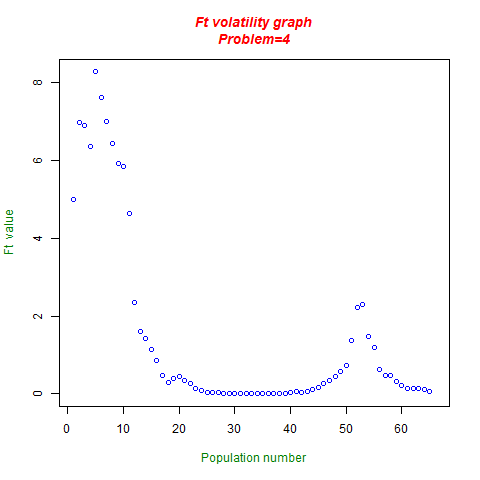 Ft volatility graph
Problem=4
8
6
4
2
0
Ft value
0 10 20 30 40 50 60
Population number